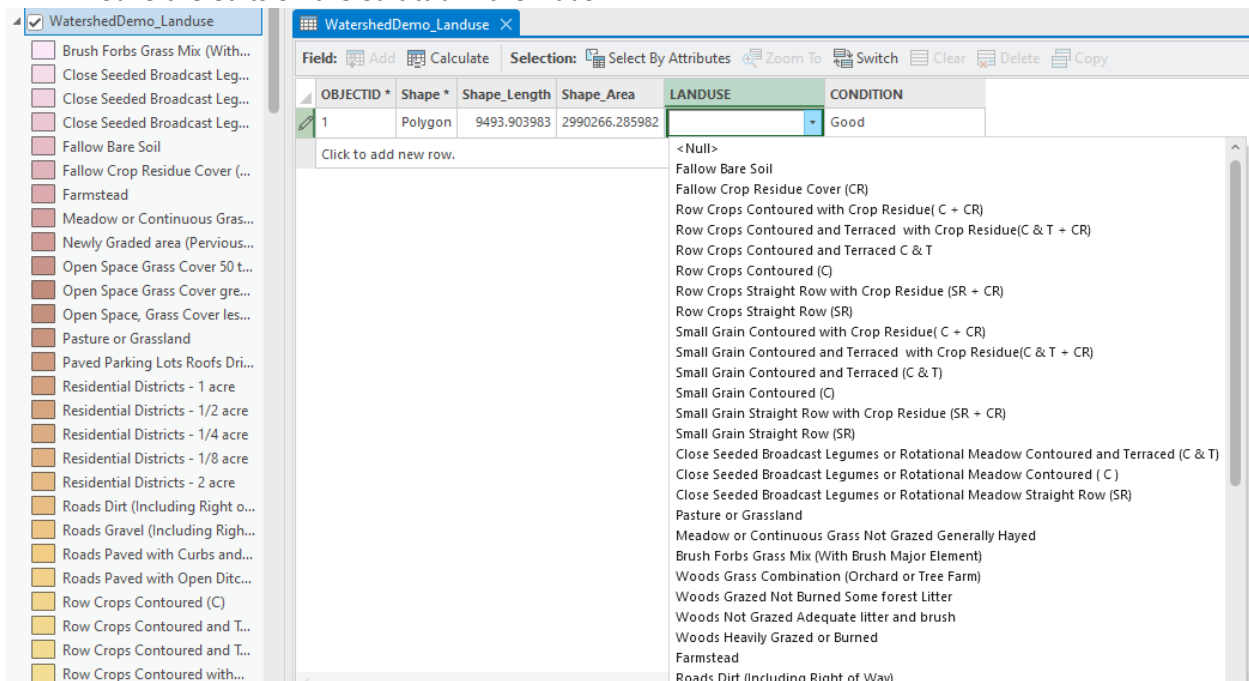 WatershedDemo_Landuse
Brush Forbs Grass Mix (With...
Close Seeded Broadcast Leg...
Close Seeded Broadcast Leg...
Close Seeded Broadcast Leg...
Fallow Bare Soil
Fallow Crop Residue Cover (...
Farmstead
Meadow or Continuous Gras...
Newly Graded area (Pervious...
Open Space Grass Cover 50 t...
Open Space Grass Cover gre...
Open Space, Grass Cover les...
Pasture or Grassland
Paved Parking Lots Roofs Dri...
Residential Districts - 1 acre
Residential Districts - 1/2 acre
Residential Districts - 1/4 acre
Residential Districts - 1/8 acre
Residential Districts - 2 acre
Roads Dirt (Including Right o...
Roads Gravel (Including Righ...
Roads Paved with Curbs and...
Roads Paved with Open Ditc...
Row Crops Contoured (C)
Row Crops Contoured and T...
Row Crops Contoured and T...
Row Crops Contoured with...
WatershedDemo_Landuse
Field: Add Calculate Selection: Select By Attributes Zoom To Switch Clear Delete Copy
OBJECTID * Shape * Shape_Length Shape_Area LANDUSE CONDITION
1 Polygon 9493.903983 2990266.285982 Good
Click to add new row.
<Null>
Fallow Bare Soil
Fallow Crop Residue Cover (CR)
Row Crops Contoured with Crop Residue( C + CR)
Row Crops Contoured and Terraced  with Crop Residue(C & T + CR)
Row Crops Contoured and Terraced C & T
Row Crops Contoured (C)
Row Crops Straight Row with Crop Residue (SR + CR)
Row Crops Straight Row (SR)
Small Grain Contoured with Crop Residue( C + CR)
Small Grain Contoured and Terraced  with Crop Residue(C & T + CR)
Small Grain Contoured and Terraced (C & T)
Small Grain Contoured (C)
Small Grain Straight Row with Crop Residue (SR + CR)
Small Grain Straight Row (SR)
Close Seeded Broadcast Legumes or Rotational Meadow Contoured and Terraced (C & T)
Close Seeded Broadcast Legumes or Rotational Meadow Contoured ( C )
Close Seeded Broadcast Legumes or Rotational Meadow Straight Row (SR)
Pasture or Grassland
Meadow or Continuous Grass Not Grazed Generally Hayed
Brush Forbs Grass Mix (With Brush Major Element)
Woods Grass Combination (Orchard or Tree Farm)
Woods Grazed Not Burned Some forest Litter
Woods Not Grazed Adequate litter and brush
Woods Heavily Grazed or Burned
Farmstead
Roads Dirt (Including Right of Way)